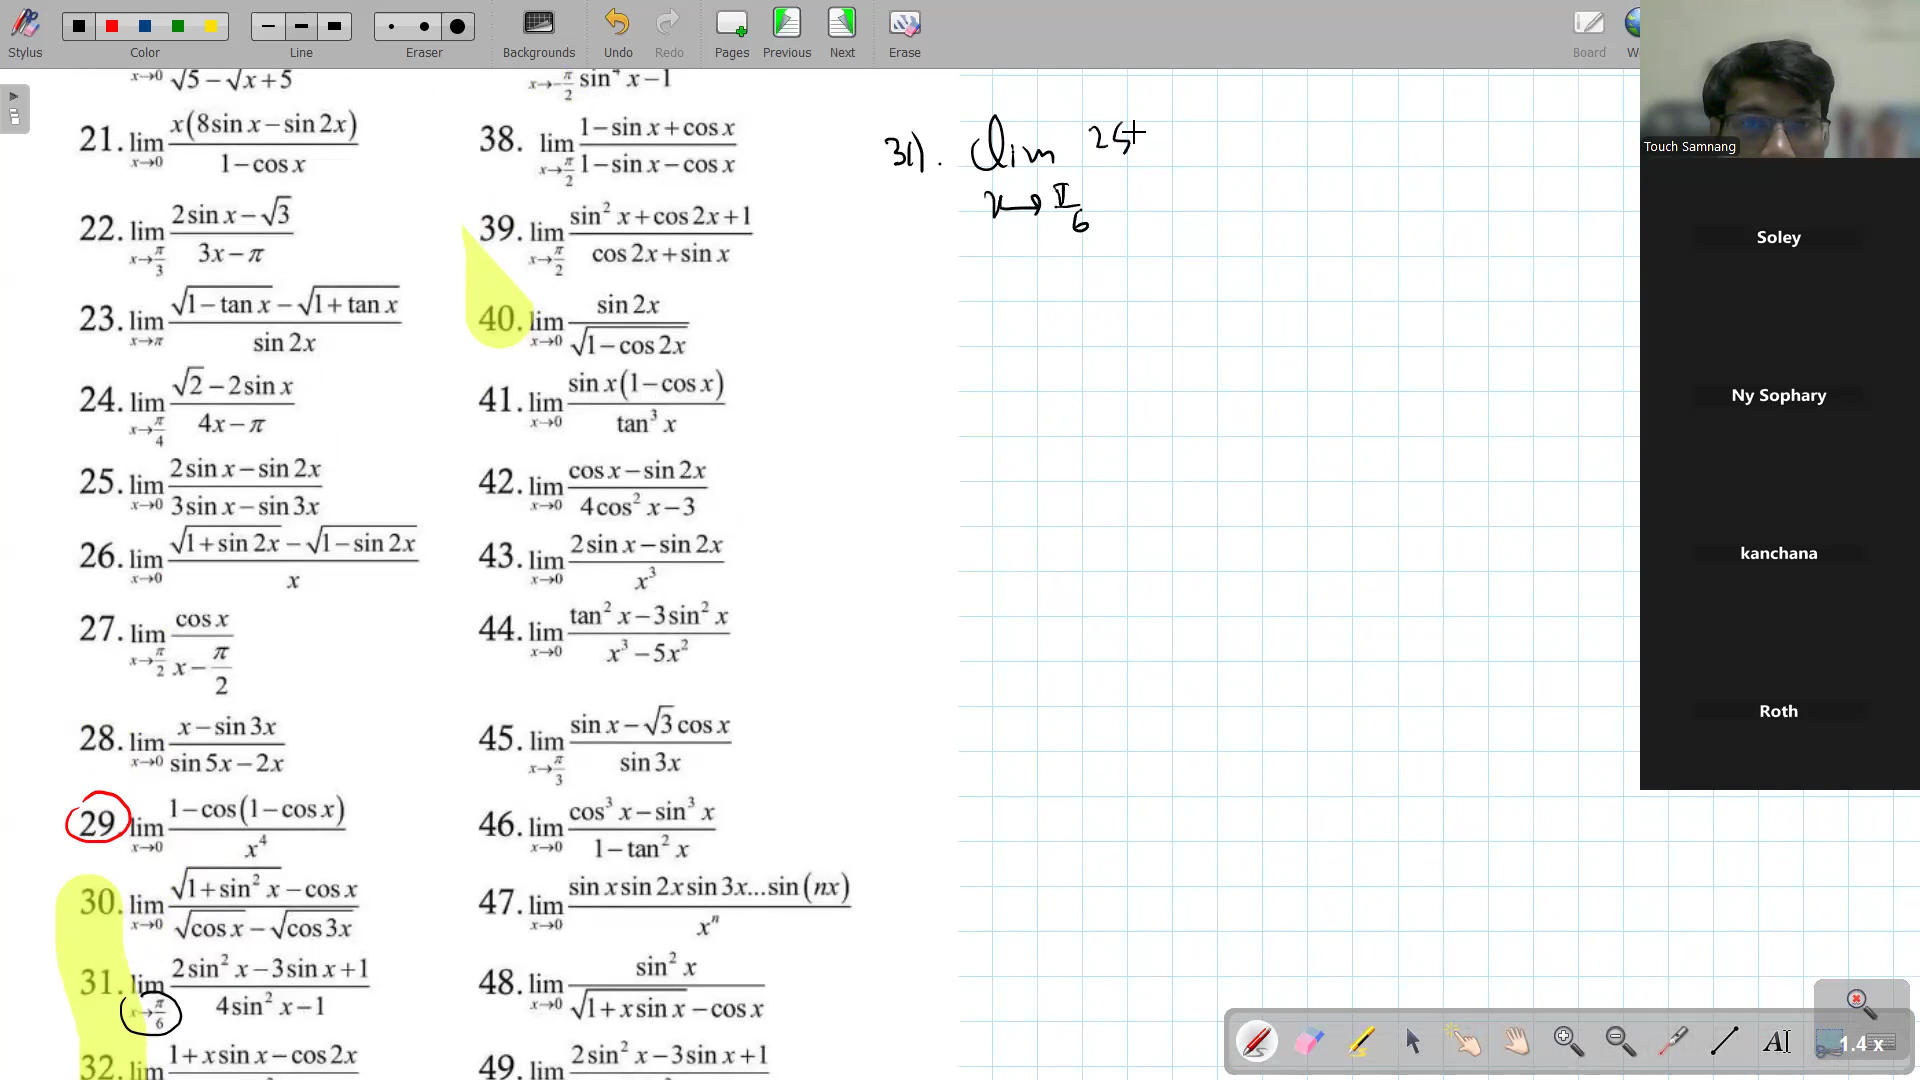 Stylus Color Line Eraser Backgrounds Undo Redo Pages Previous Next Erase Board
x→0 √5−√x+5
21. lim x→0 x(8sin x−sin 2x) / 1−cos x
22. lim x→π/3 2sin x−√3 / 3x−π
23. lim x→π √1−tan x −√1+tan x / sin 2x
24. lim x→π/4 √2−2sin x / 4x−π
25. lim x→0 2sin x−sin 2x / 3sin x−sin 3x
26. lim x→0 √1+sin 2x −√1−sin 2x / x
27. lim x→π/2 cos x / x−π/2
28. lim x→0 x−sin 3x / sin 5x−2x
29. lim x→0 1−cos(1−cos x) / x⁴
30. lim x→0 √1+sin² x −cos x / √cos x −√cos 3x
31. lim x→π/6 2sin² x−3sin x+1 / 4sin² x−1
32. lim 1+x sin x−cos 2x
x→−π/2 sin⁴ x−1
38. lim x→π/2 1−sin x+cos x / 1−sin x−cos x
39. lim x→π/2 sin² x+cos 2x+1 / cos 2x+sin x
40. lim x→0 sin 2x / √1−cos 2x
41. lim x→0 sin x(1−cos x) / tan³ x
42. lim x→0 cos x−sin 2x / 4cos² x−3
43. lim x→0 2sin x−sin 2x / x³
44. lim x→0 tan² x−3sin² x / x³−5x²
45. lim x→π/3 sin x−√3 cos x / sin 3x
46. lim x→0 cos³ x−sin³ x / 1−tan² x
47. lim x→0 sin x sin 2x sin 3x...sin(nx) / xⁿ
48. lim x→0 sin² x / √1+x sin x −cos x
49. lim 2sin² x−3sin x+1
31). lim 2s
x→π/6
Touch Samnang
Soley
Ny Sophary
kanchana
Roth
1.4 x